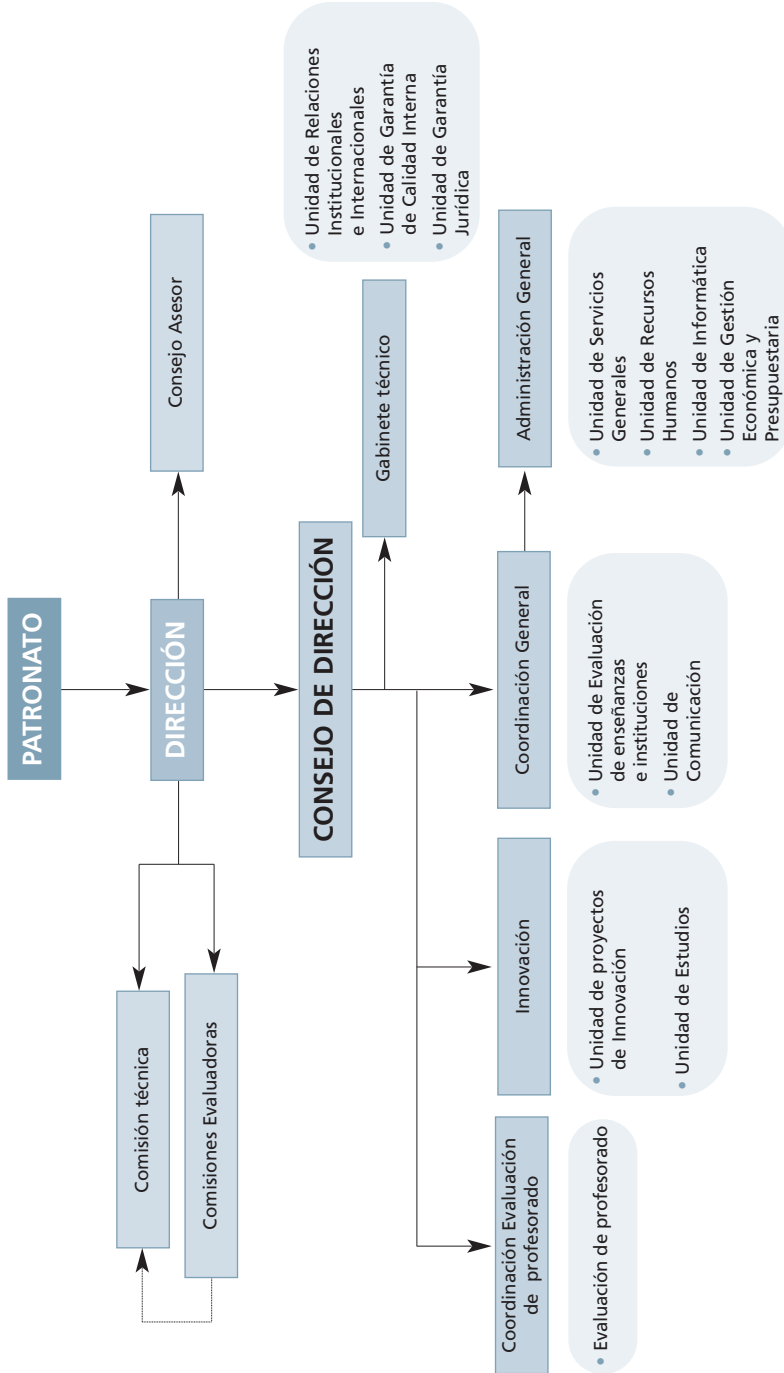 PATRONATO
DIRECCIÓN
Consejo Asesor
Comisión técnica
Comisiones Evaluadoras
CONSEJO DE DIRECCIÓN
Gabinete técnico
• Unidad de Relaciones
Institucionales
e Internacionales
• Unidad de Garantía
de Calidad Interna
• Unidad de Garantía
Jurídica
Coordinación Evaluación
de profesorado
• Evaluación de profesorado
Innovación
• Unidad de proyectos
de Innovación
• Unidad de Estudios
Coordinación General
• Unidad de Evaluación
de enseñanzas
e instituciones
• Unidad de
Comunicación
Administración General
• Unidad de Servicios
Generales
• Unidad de Recursos
Humanos
• Unidad de Informática
• Unidad de Gestión
Económica y
Presupuestaria